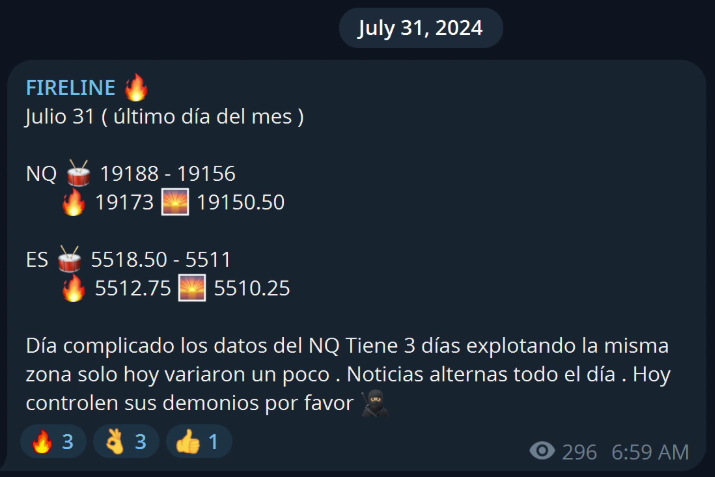 July 31, 2024
FIRELINE 🔥
Julio 31 ( último día del mes )
NQ 🥁 19188 - 19156
🔥 19173 🌅 19150.50
ES 🥁 5518.50 - 5511
🔥 5512.75 🌅 5510.25
Día complicado los datos del NQ Tiene 3 días explotando la misma
zona solo hoy variaron un poco . Noticias alternas todo el día . Hoy
controlen sus demonios por favor 🥷
🔥 3 👌 3 👍 1
296 6:59 AM